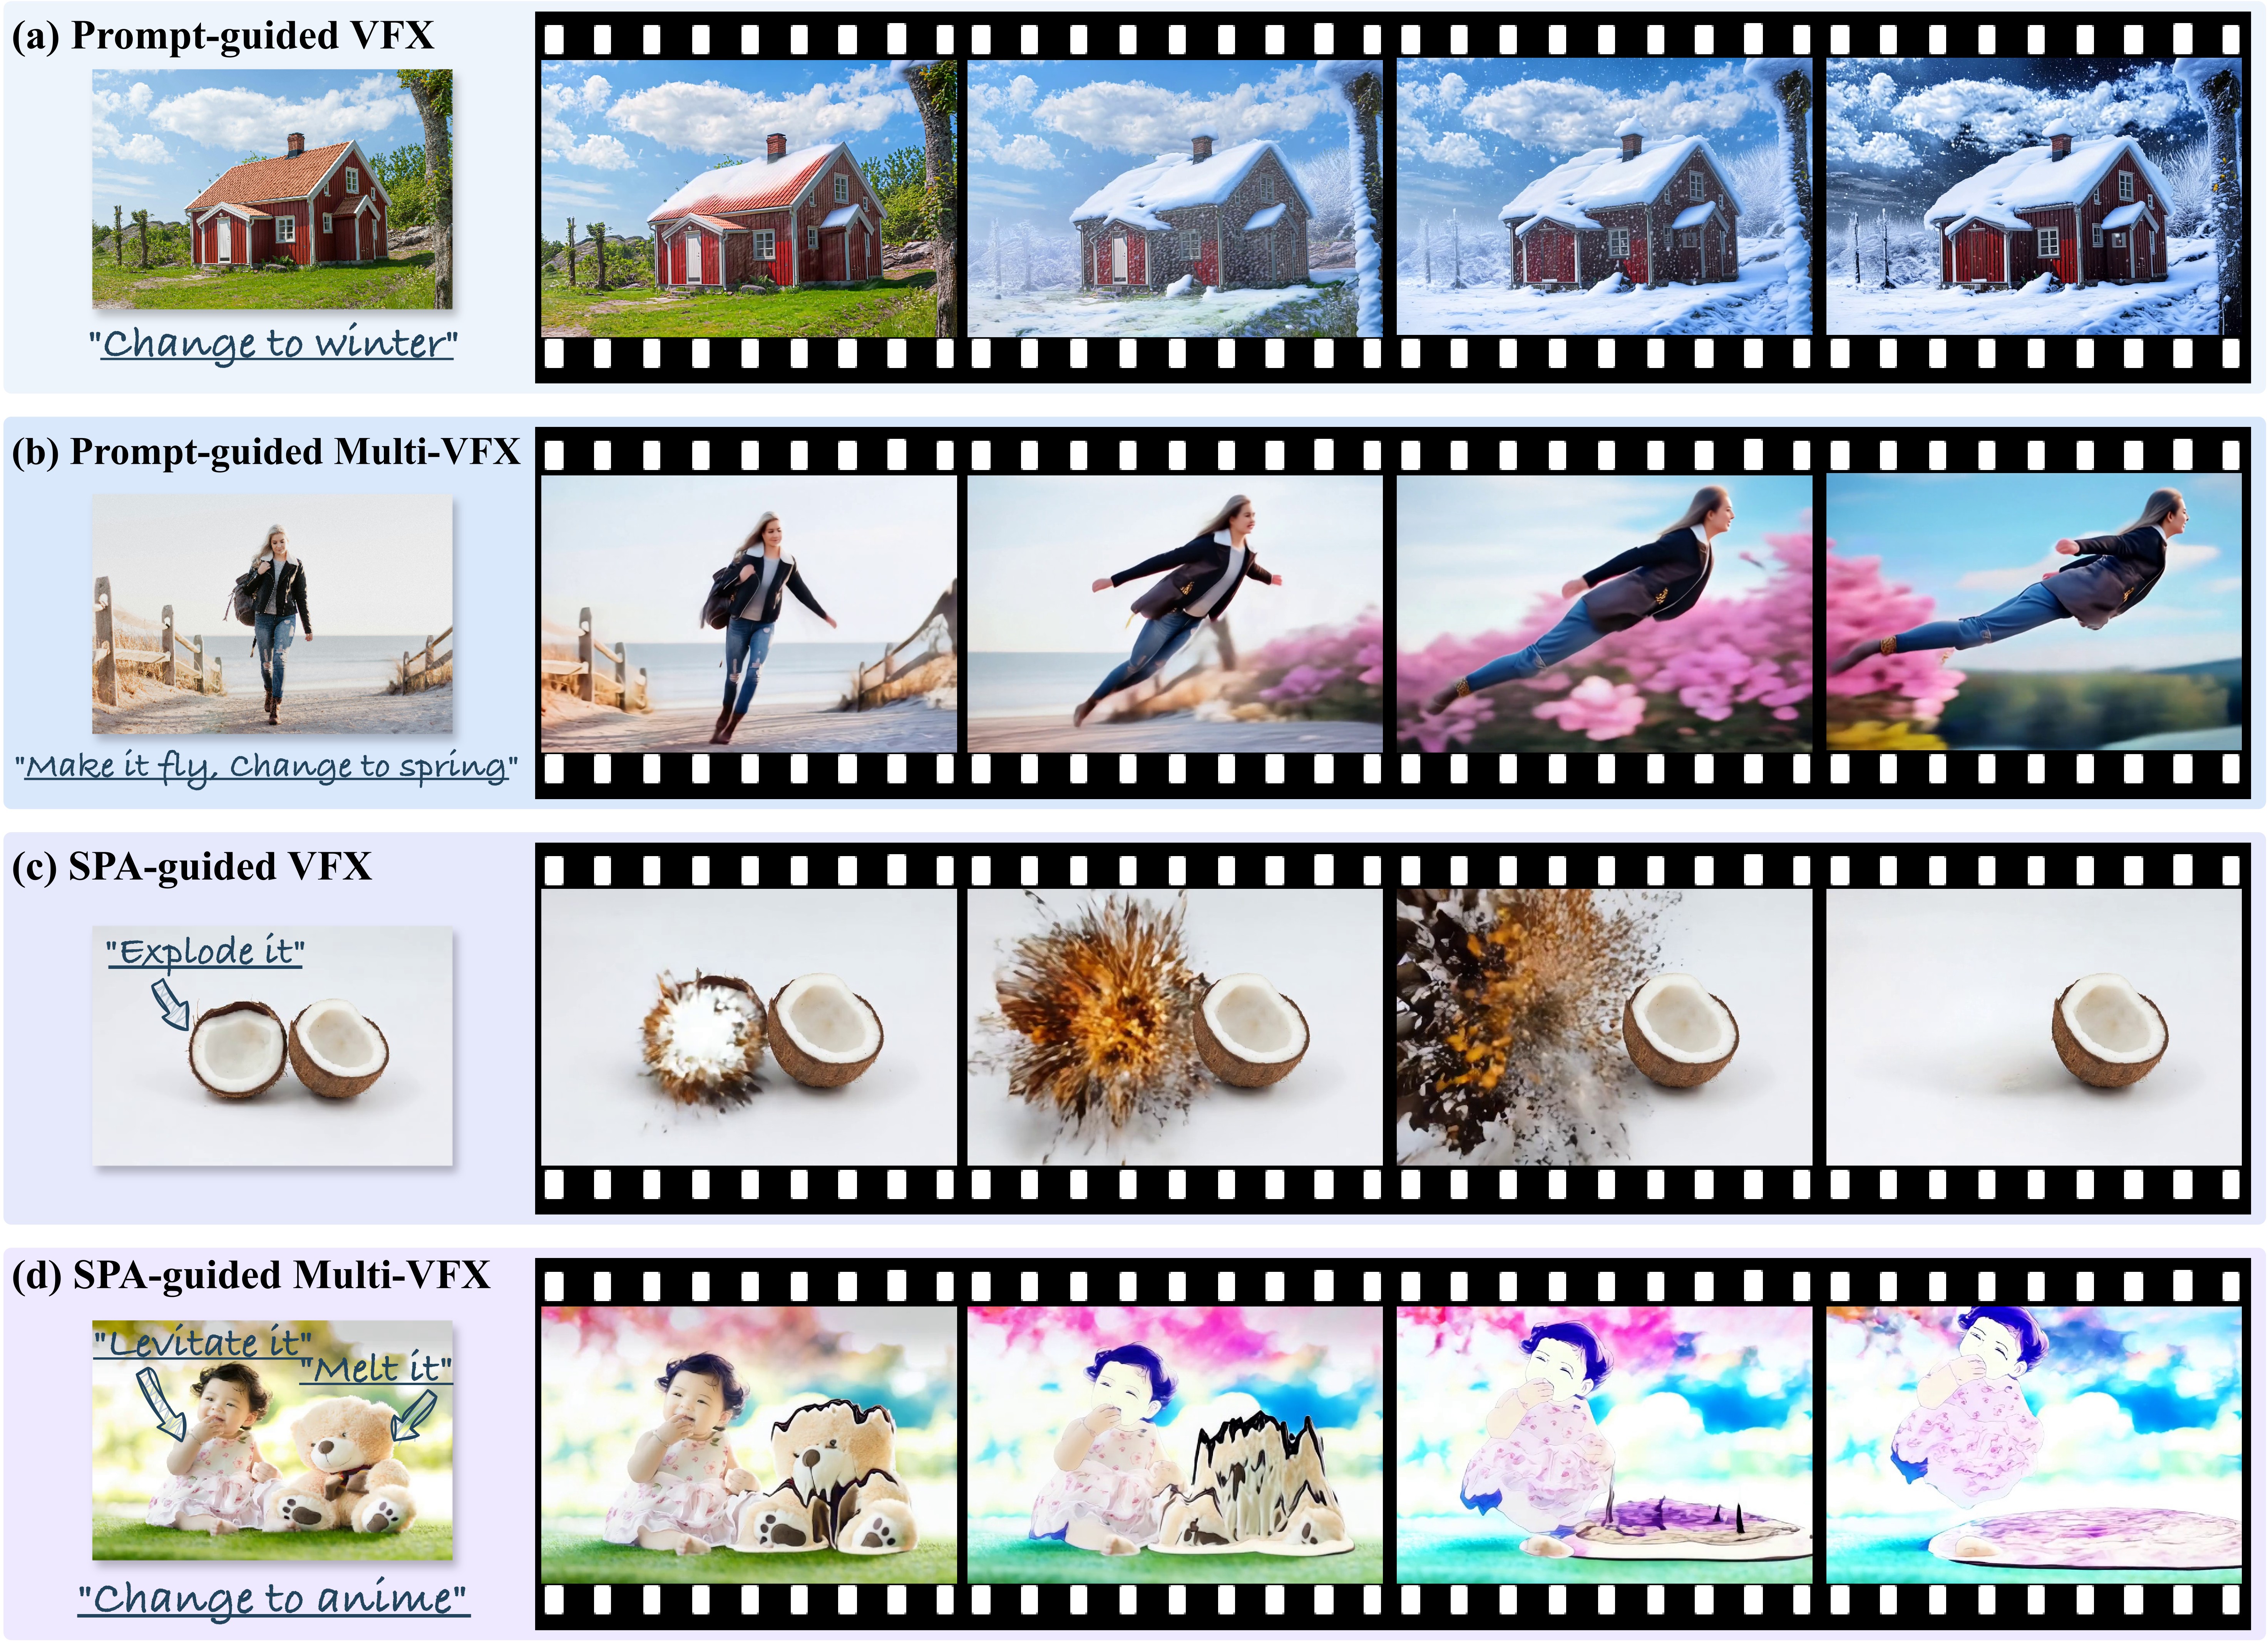 (a) Prompt-guided VFX
"Change to winter"
(b) Prompt-guided Multi-VFX
"Make it fly, Change to spring"
(c) SPA-guided VFX
"Explode it"
(d) SPA-guided Multi-VFX
"Levitate it"
"Melt it"
"Change to anime"